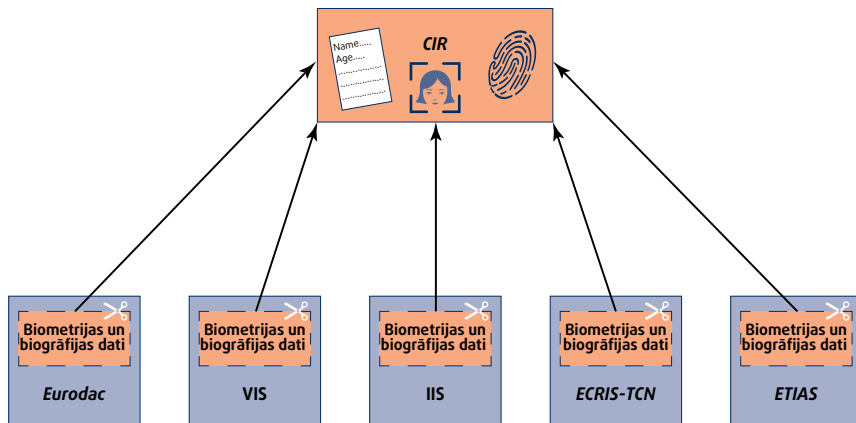 CIR
Name.....
Age.....
Biometrijas un
biogrāfijas dati
Eurodac
Biometrijas un
biogrāfijas dati
VIS
Biometrijas un
biogrāfijas dati
IIS
Biometrijas un
biogrāfijas dati
ECRIS-TCN
Biometrijas un
biogrāfijas dati
ETIAS